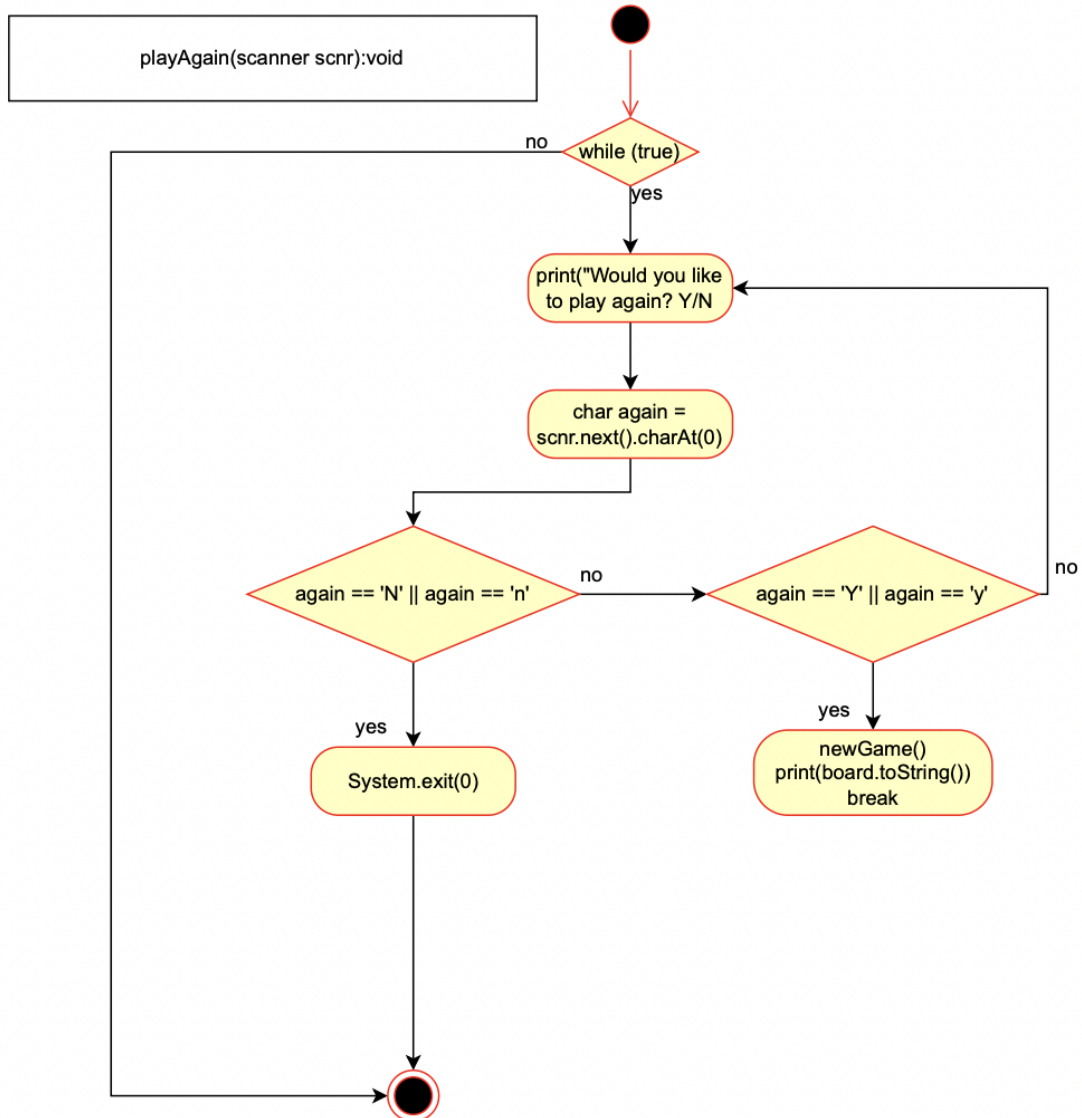 playAgain(scanner scnr):void
no
while (true)
yes
print("Would you like
to play again? Y/N
char again =
scnr.next().charAt(0)
again == 'N' || again == 'n'
no
again == 'Y' || again == 'y'
no
yes
System.exit(0)
yes
newGame()
print(board.toString())
break